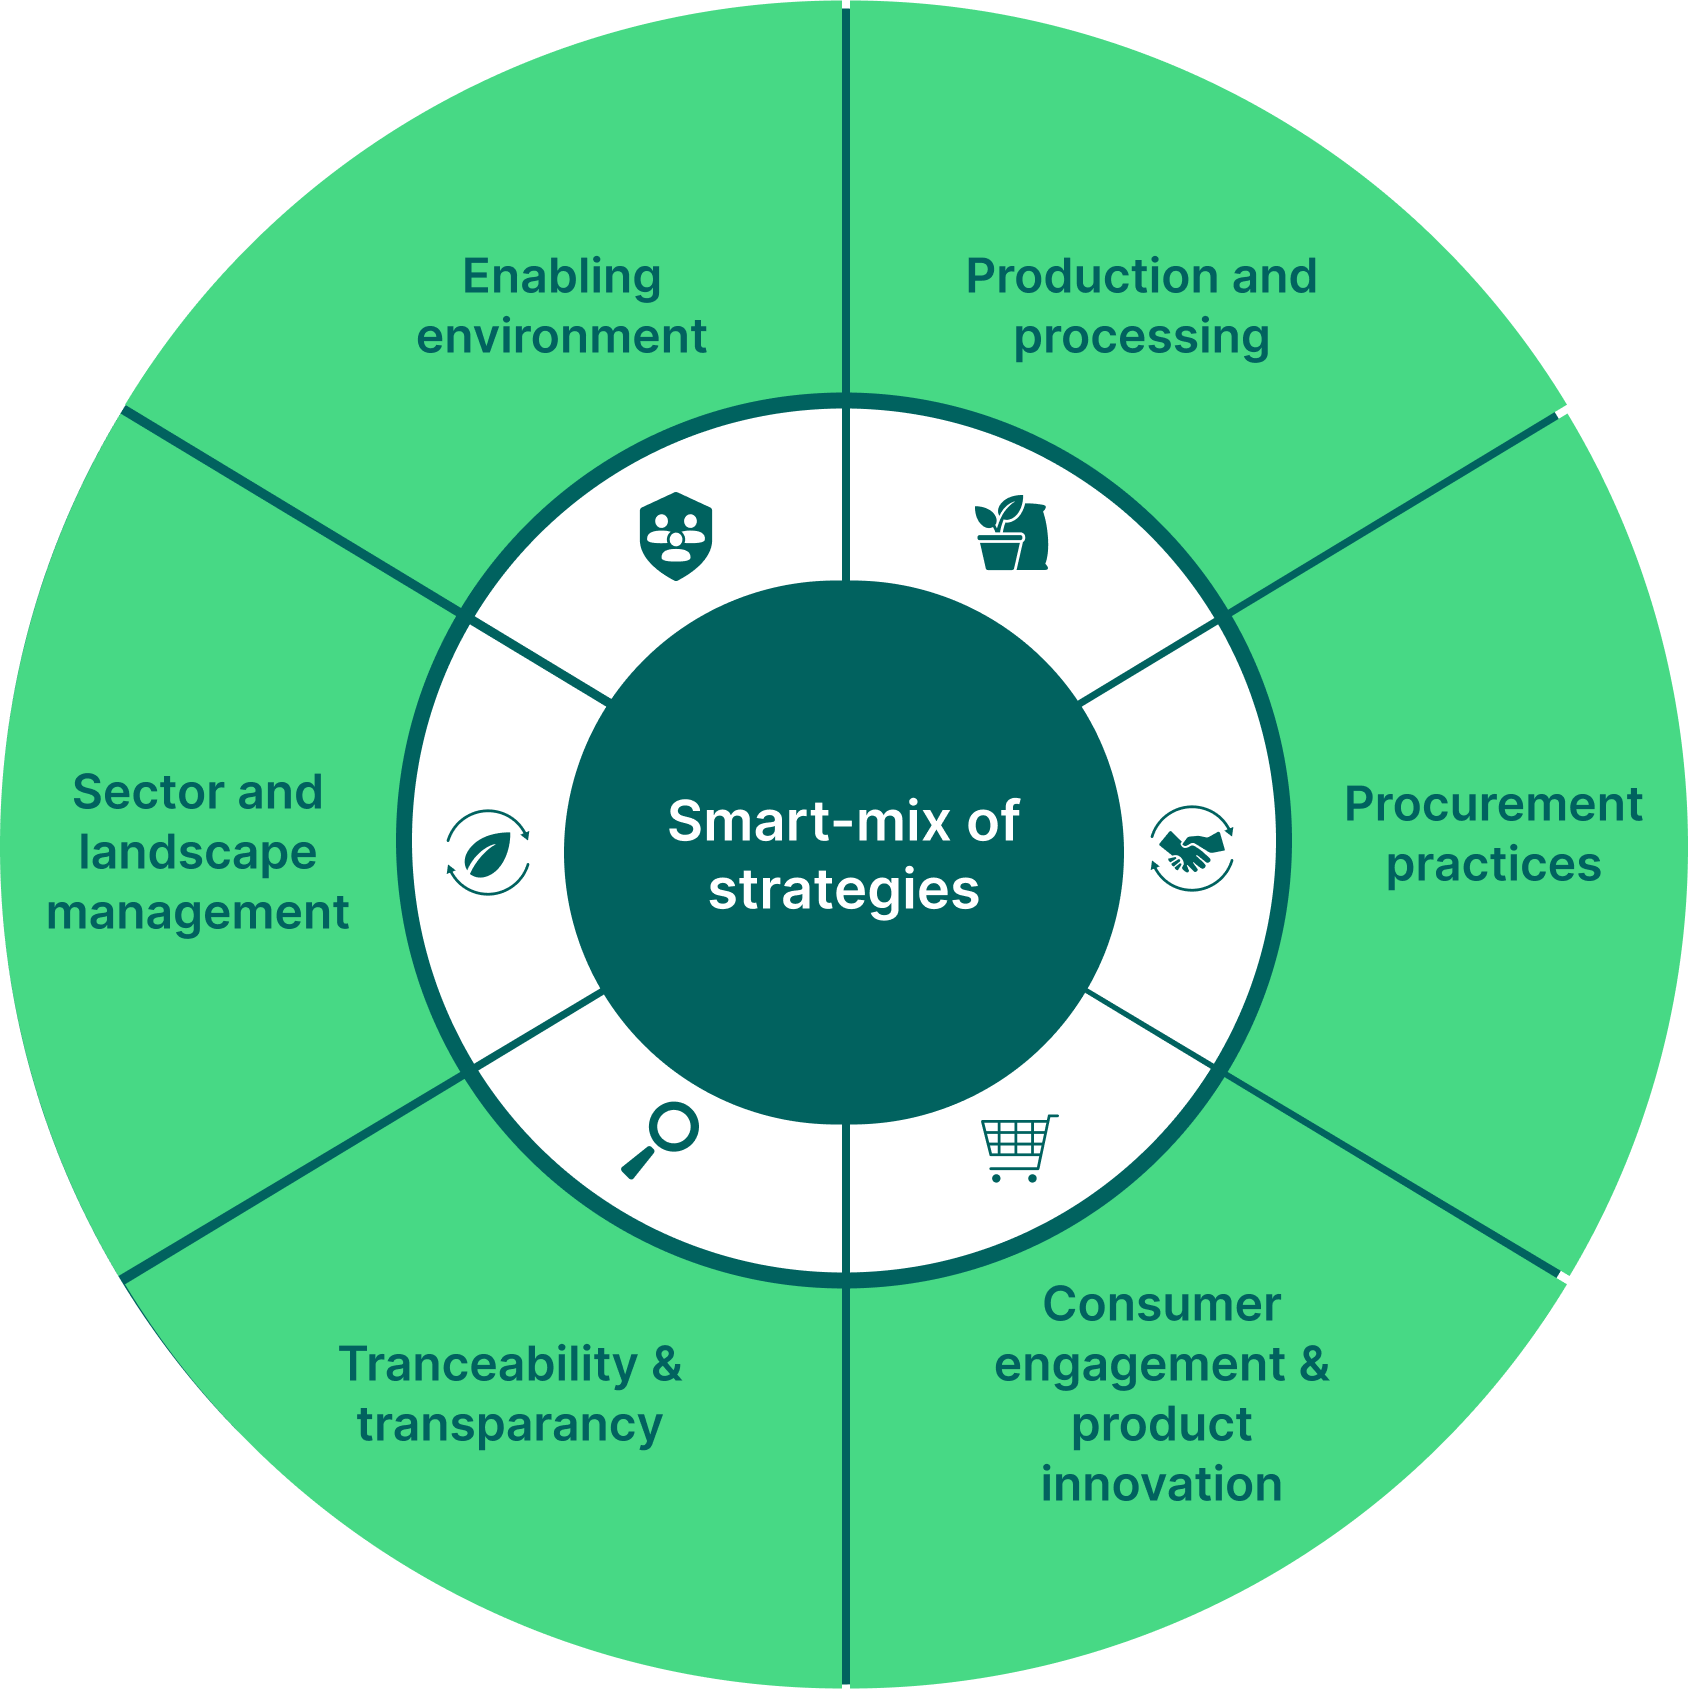 Enabling
environment
Production and
processing
Sector and
landscape
management
Smart-mix of
strategies
Procurement
practices
Tranceability &
transparancy
Consumer
engagement &
product
innovation